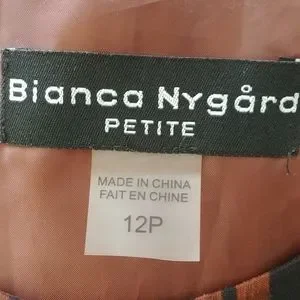 Bianca Nygård
PETITE
MADE IN CHINA
FAIT EN CHINE
12P